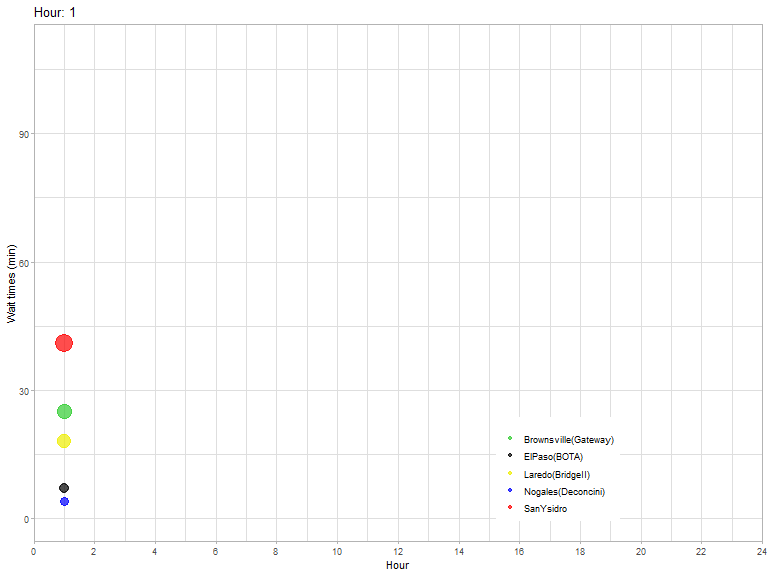 Hour: 1
Wait times (min)
90
60
30
0
Brownsville(Gateway)
ElPaso(BOTA)
Laredo(BridgeII)
Nogales(Deconcini)
SanYsidro
0 2 4 6 8 10 12 14 16 18 20 22 24
Hour